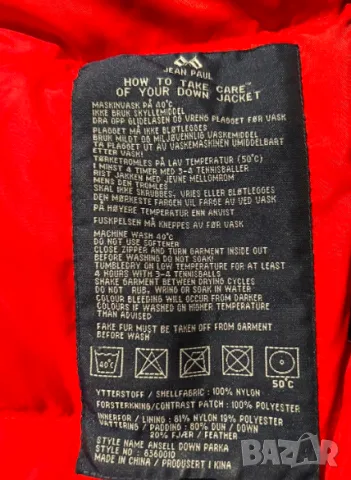 JEAN PAUL
HOW TO TAKE CARE
OF YOUR DOWN JACKET
MASKINVASK PÅ 40°C
IKKE BRUK SKYLLEMIDDEL
DRA OPP GLIDELÅSEN OG VRENG PLAGGET FØR VASK
PLAGGET MÅ IKKE BLØTLEGGES
BRUK MILDT OG MILJØVENNLIG VASKEMIDDEL
TA PLAGGET UT AV VASKEMASKINEN UMIDDELBART
ETTER VASK
TØRKETROMLES PÅ LAV TEMPERATUR (50°C)
I MINST 4 TIMER MED 3-4 TENNISBALLER
RIST JAKKEN JEVNE MELLOMROM
MENS DEN TROMLES
SKAL IKKE SKRUBBES, VRIES ELLER BLØTLEGGES
DEN MØRKESTE FARGEN VIL FARGE AV VED VASK
PÅ HØYERE TEMPERATUR ENN ANVIST
FUSKPELSEN MÅ KNEPPES AV FØR VASK
MACHINE WASH 40°C
DO NOT USE SOFTENER
CLOSE ZIPPER AND TURN GARMENT INSIDE OUT
BEFORE WASHING DO NOT SOAK!
TUMBLEDRY ON LOW TEMPERATURE FOR AT LEAST
4 HOURS WITH 3-4 TENNISBALLS
SHAKE GARMENT BETWEEN DRYING CYCLES
DO NOT RUB, WRING OR SOAK IN WATER
COLOUR BLEEDING WILL OCCUR FROM DARKER
COLOURS IF WASHED ON HIGHER TEMPERATURE
FAKE FUR MUST BE TAKEN OFF FROM GARMENT
BEFORE WASH
40°C
50°C
YTTERSTOFF / SHELLFABRIC : 100% NYLON
FORSTERKNING/CONTRAST PATCH : 100% POLYESTER
INNERFOR / LINING : 81% NYLON 19% POLYESTER
VATTERING / PADDING : 80% DUN / DOWN
20% FJÆR / FEATHER
STYLE NAME: ANSELL DOWN PARKA
STYLE NO : 6360010
MADE IN CHINA / PRODUSERT I KINA
bazar